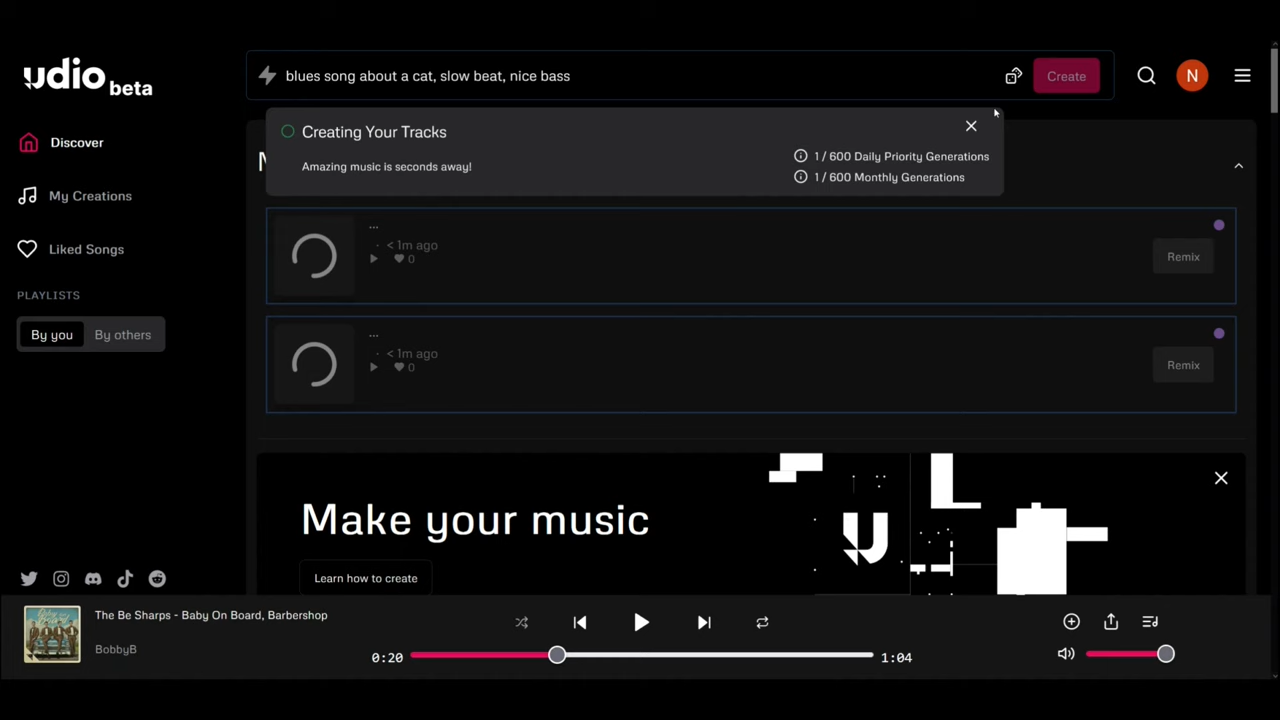 udio beta
blues song about a cat, slow beat, nice bass
Create
N
Creating Your Tracks
Amazing music is seconds away!
1 / 600 Daily Priority Generations
1 / 600 Monthly Generations
Discover
My Creations
Liked Songs
PLAYLISTS
By you
By others
...
· < 1m ago
0
Remix
...
· < 1m ago
0
Remix
Make your music
Learn how to create
The Be Sharps - Baby On Board, Barbershop
BobbyB
0:20
1:04